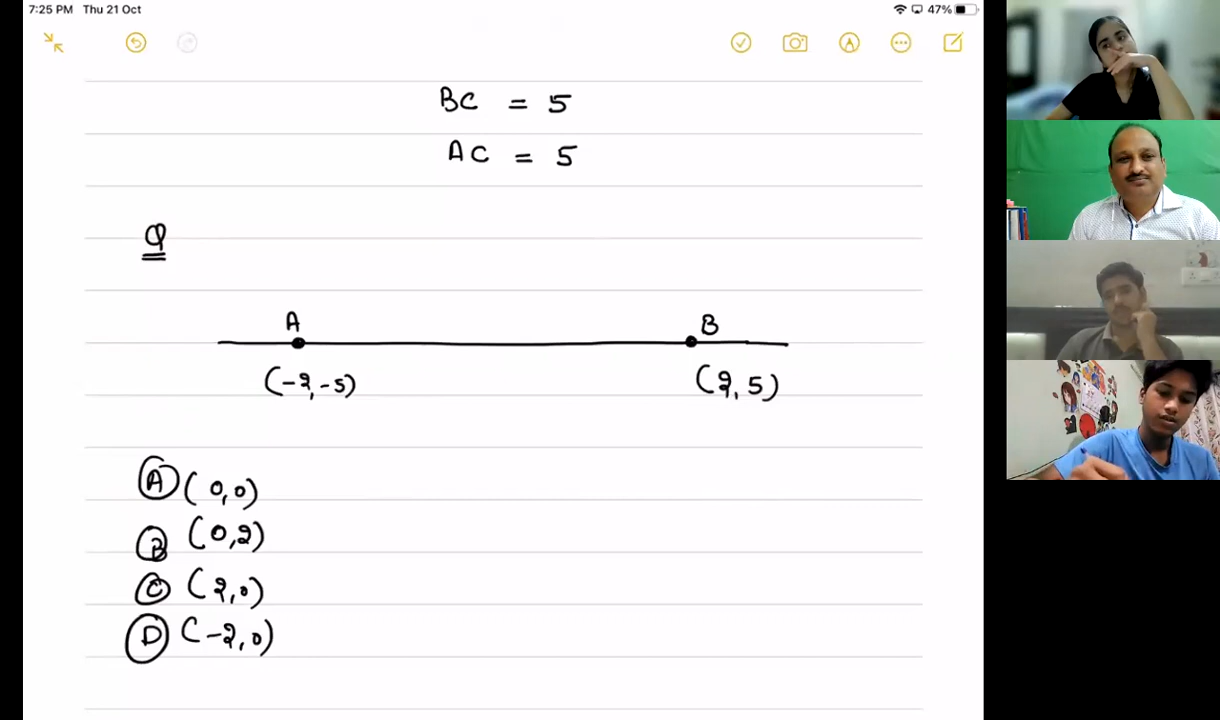 7:25 PM Thu 21 Oct 47%
BC = 5
AC = 5
Q
A B
(-2,-5) (2,5)
A (0,0)
B (0,2)
C (2,0)
D (-2,0)